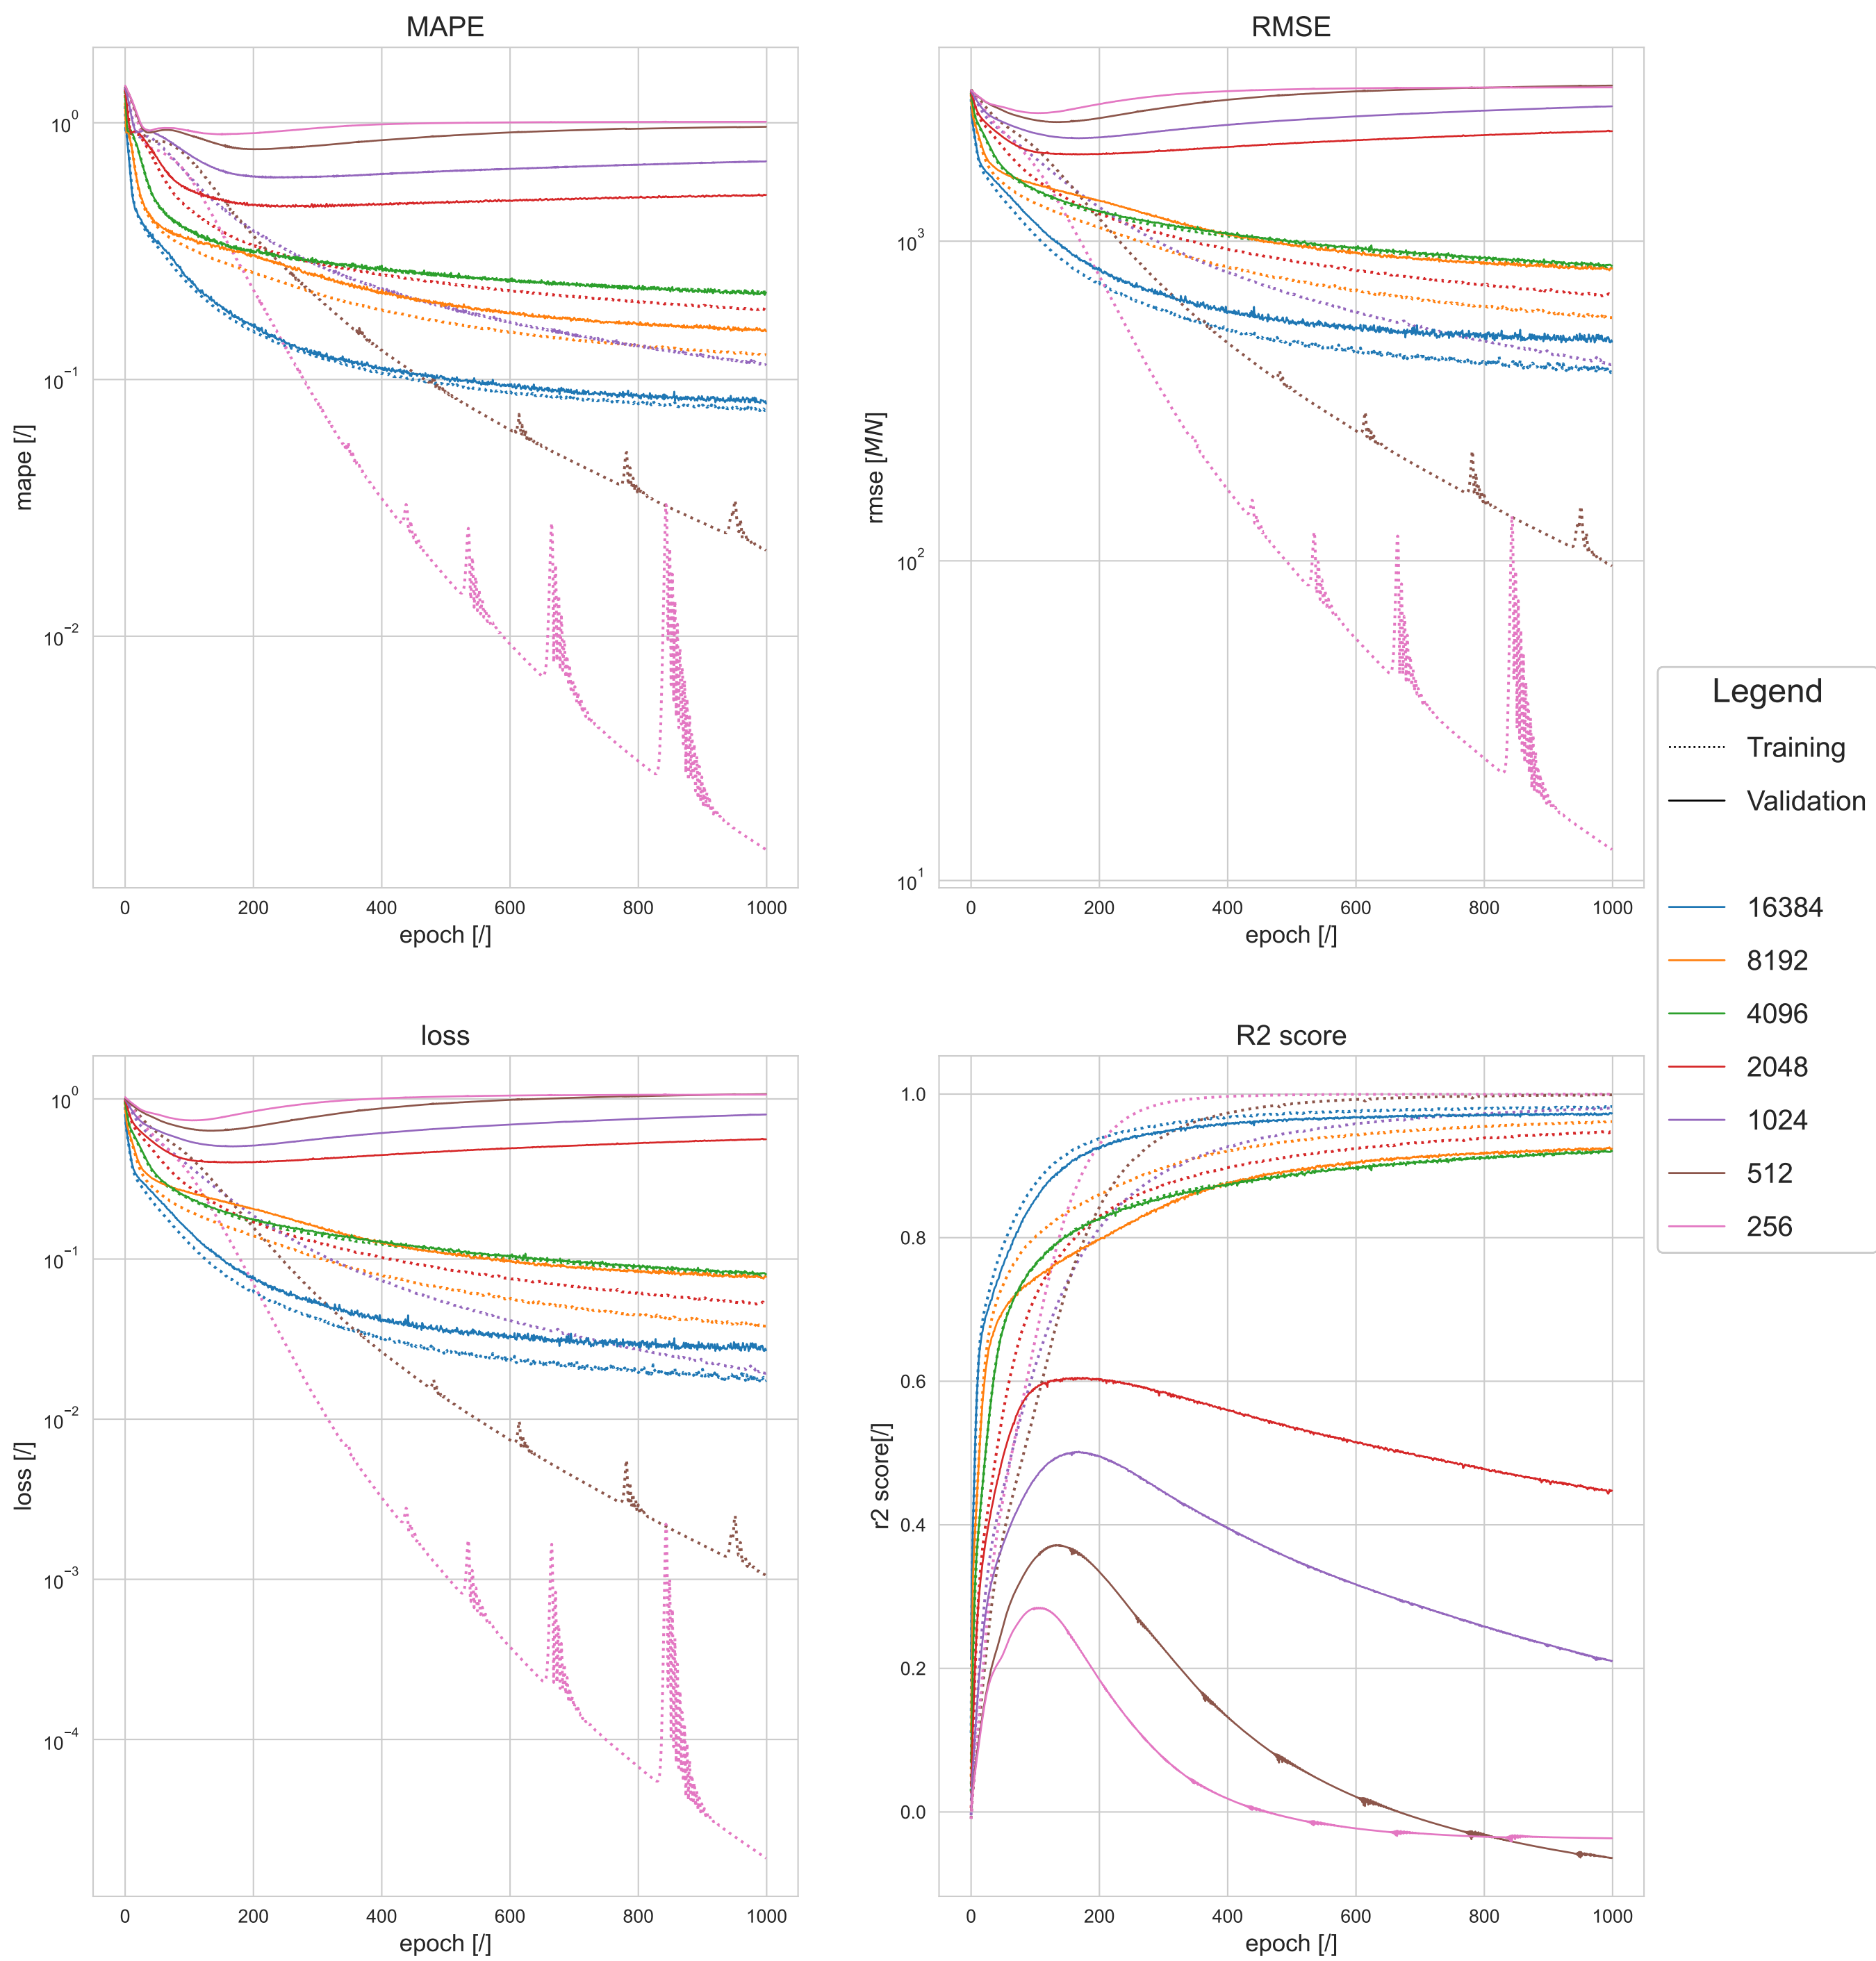 MAPE
10^0
10^-1
10^-2
mape [/]
0 200 400 600 800 1000
epoch [/]
RMSE
10^3
10^2
10^1
rmse [MN]
0 200 400 600 800 1000
epoch [/]
Legend
Training
Validation
16384
8192
4096
2048
1024
512
256
loss
10^0
10^-1
10^-2
10^-3
10^-4
loss [/]
0 200 400 600 800 1000
epoch [/]
R2 score
1.0
0.8
0.6
0.4
0.2
0.0
r2 score[/]
0 200 400 600 800 1000
epoch [/]